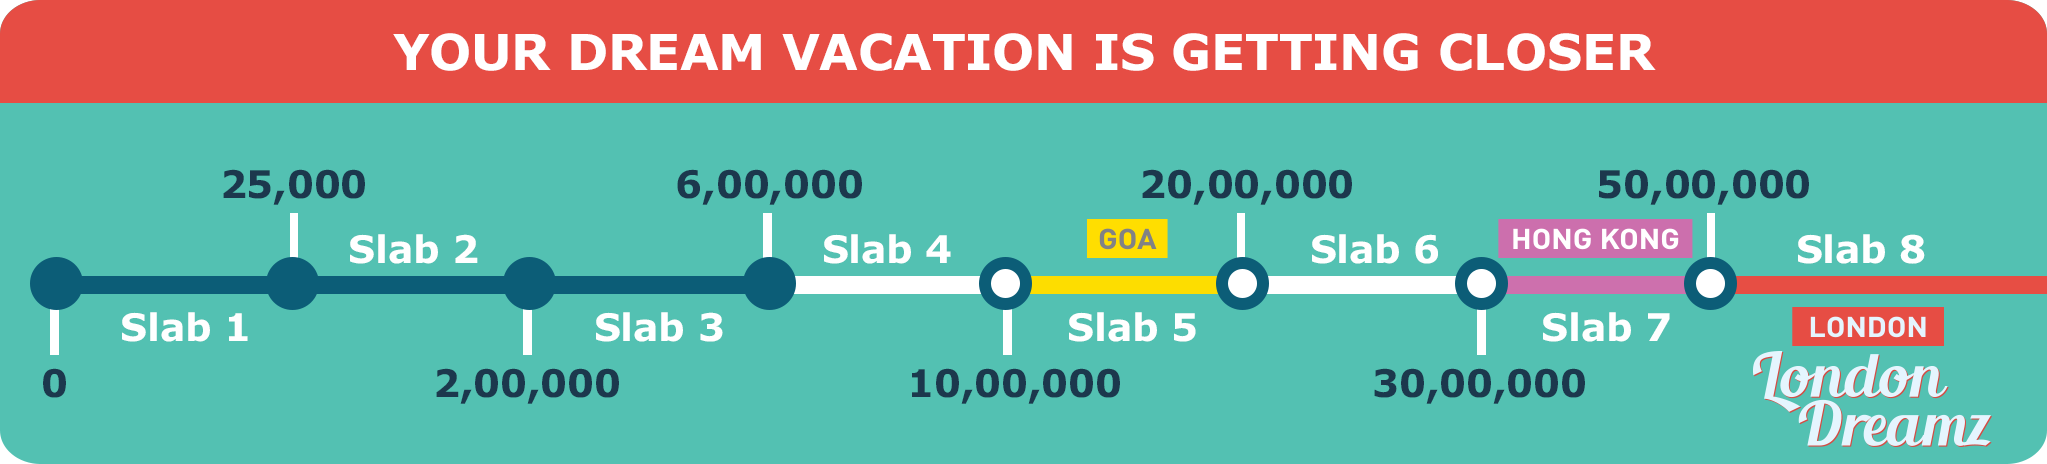 YOUR DREAM VACATION IS GETTING CLOSER
25,000 6,00,000 20,00,000 50,00,000
GOA HONG KONG
Slab 2 Slab 4 Slab 6 Slab 8
Slab 1 Slab 3 Slab 5 Slab 7 LONDON
0 2,00,000 10,00,000 30,00,000 London
Dreamz